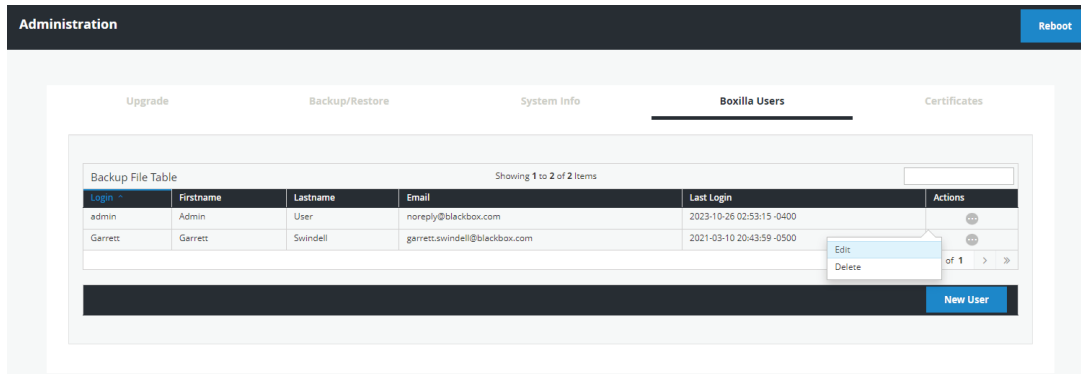 Administration
Reboot
Upgrade Backup/Restore System Info Boxilla Users Certificates
Backup File Table Showing 1 to 2 of 2 Items
Login ^ Firstname Lastname Email Last Login Actions
admin Admin User noreply@blackbox.com 2023-10-26 02:53:15 -0400
Garrett Garrett Swindell garrett.swindell@blackbox.com 2021-03-10 20:43:59 -0500
Edit
of 1 > »
Delete
New User